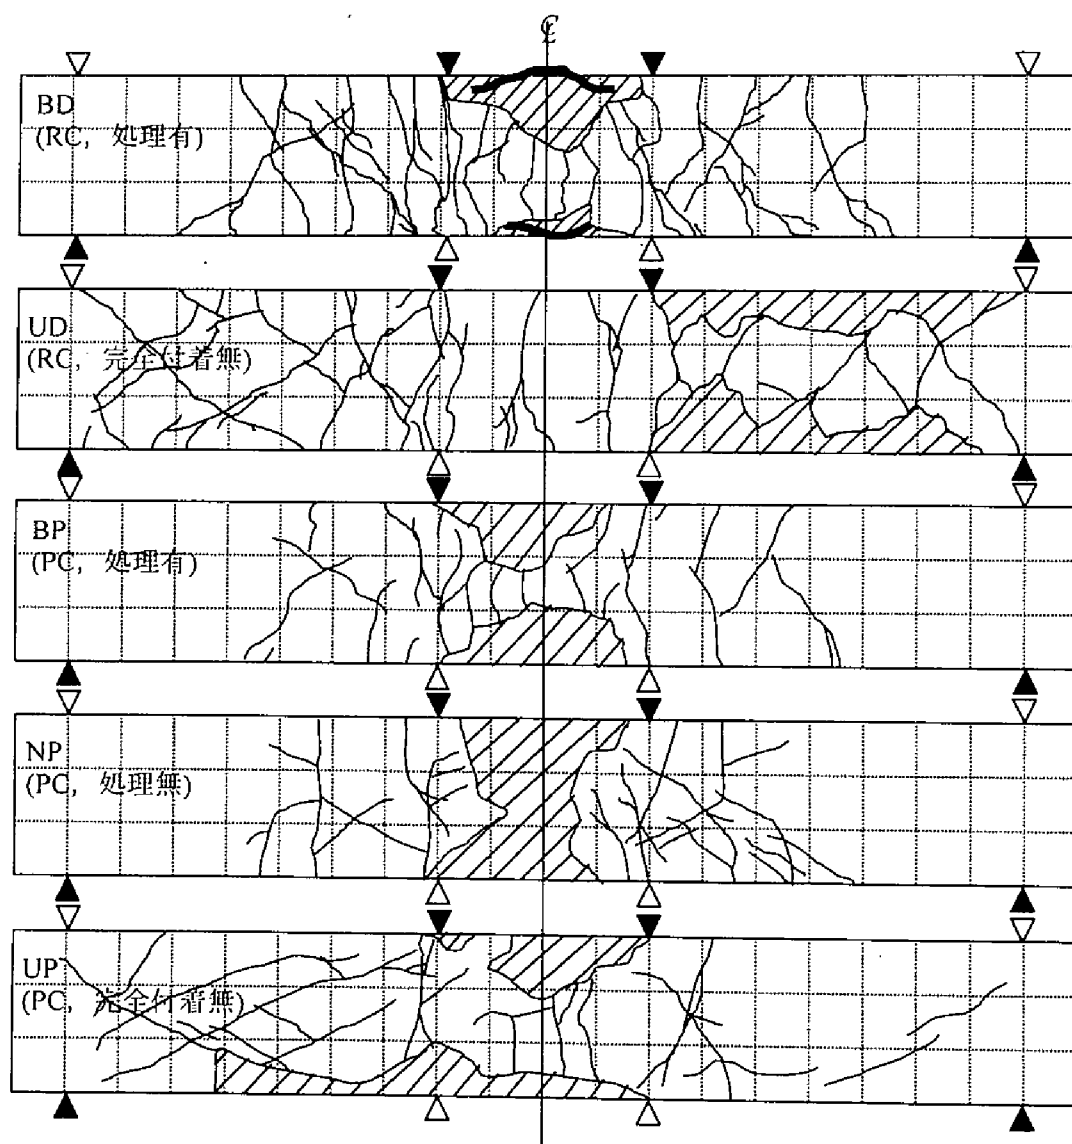 ℄
BD
(RC, 処理有)
UD
(RC, 完全付着無)
BP
(PC, 処理有)
NP
(PC, 処理無)
UP
(PC, 完全付着無)